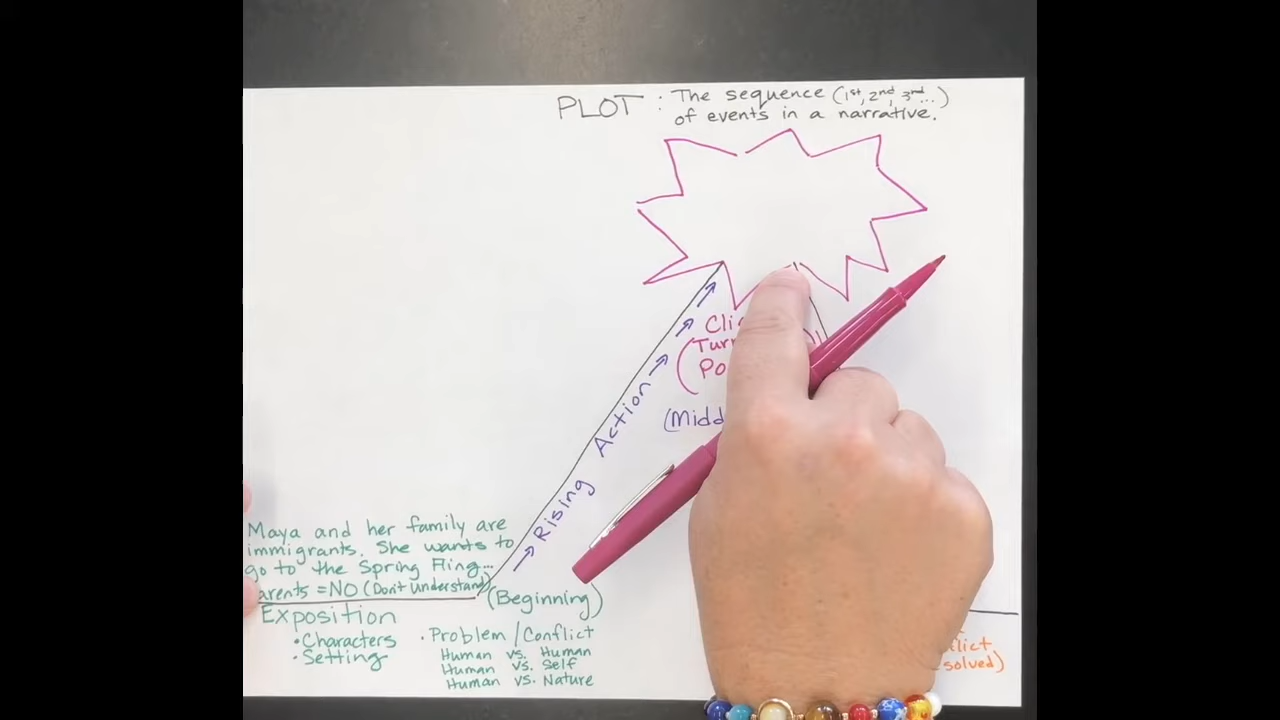 PLOT : The sequence (1st, 2nd, 3rd...)
of events in a narrative.
→ Rising Action → → →
(Beginning)
Maya and her family are
immigrants. She wants to
go to the Spring Fling...
=NO (Don't Understand)
Exposition
• Characters
• Setting
• Problem / Conflict
Human vs. Human
Human vs. Self
Human vs. Nature
solved)